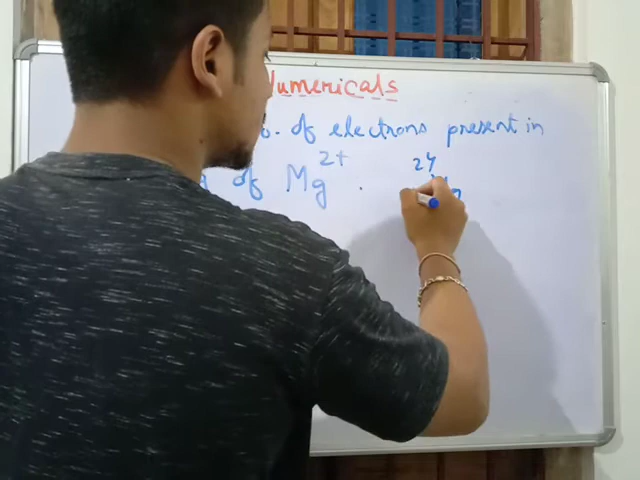 Numericals
of electrons present in
of Mg2+ . 24